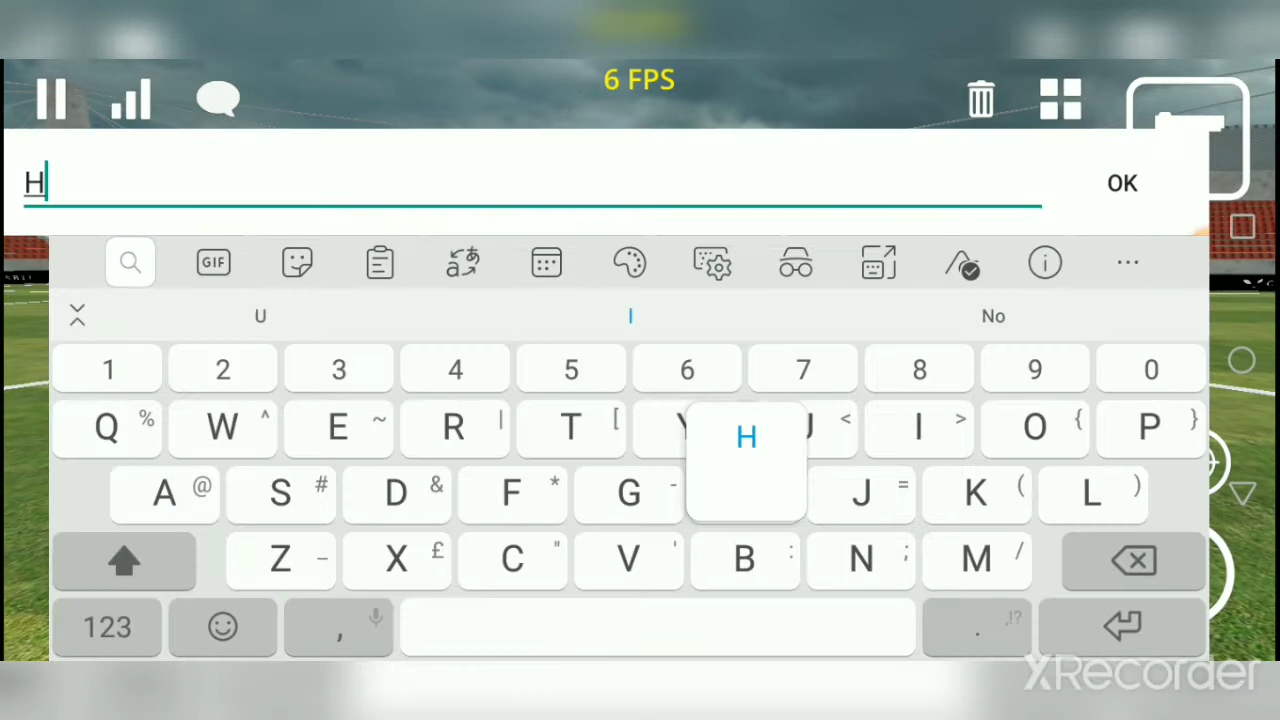 6 FPS
H
OK
GIF
U I No
1 2 3 4 5 6 7 8 9 0
Q % W ^ E ~ R | T [ Y U < I > O { P }
H
A @ S # D & F * G - J = K ( L )
Z _ X £ C " V ' B : N ; M /
123 , . ,!?
XRecorder